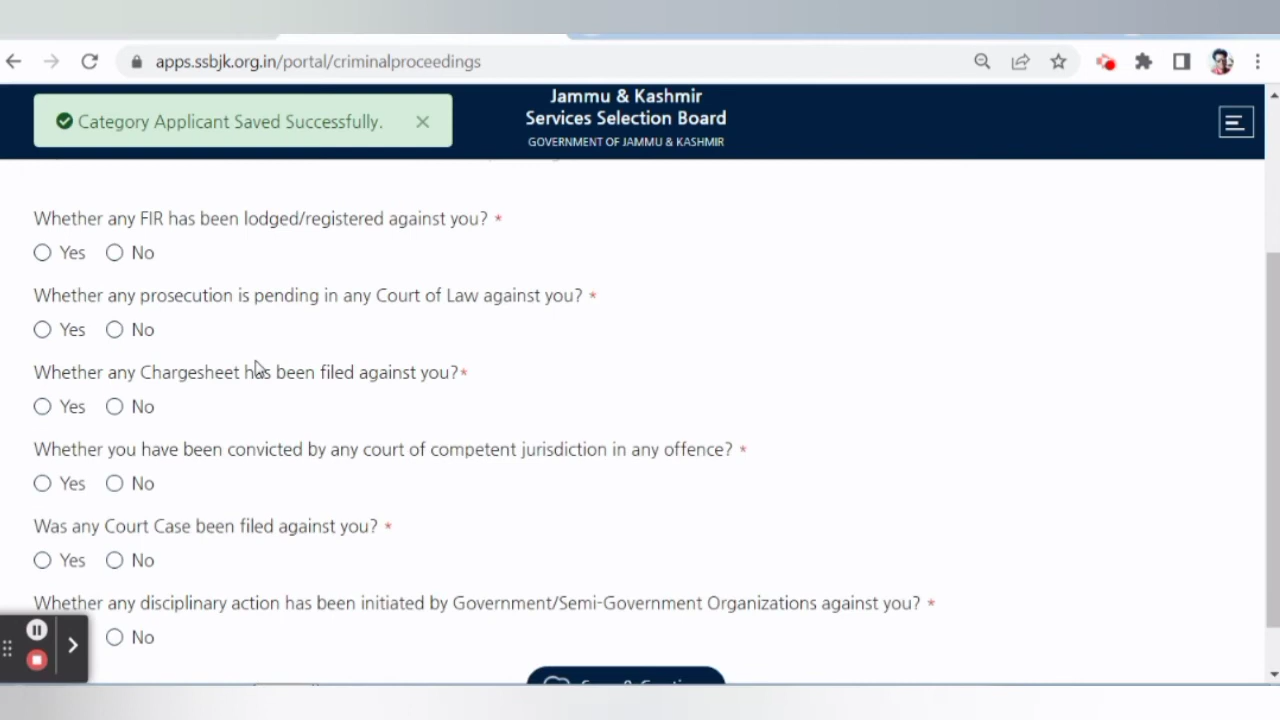 apps.ssbjk.org.in/portal/criminalproceedings
Category Applicant Saved Successfully.
Jammu & Kashmir
Services Selection Board
GOVERNMENT OF JAMMU & KASHMIR
Whether any FIR has been lodged/registered against you? *
Yes No
Whether any prosecution is pending in any Court of Law against you? *
Yes No
Whether any Chargesheet has been filed against you?*
Yes No
Whether you have been convicted by any court of competent jurisdiction in any offence? *
Yes No
Was any Court Case been filed against you? *
Yes No
Whether any disciplinary action has been initiated by Government/Semi-Government Organizations against you? *
No